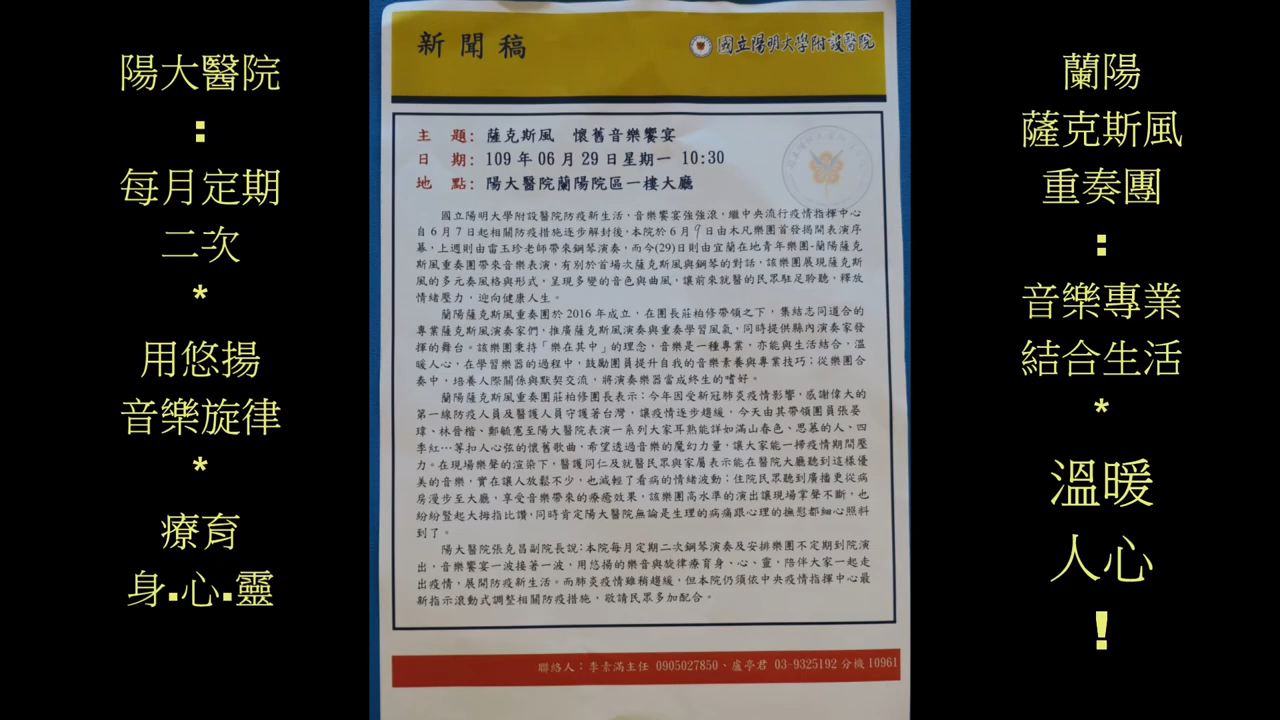 陽大醫院
:
每月定期
二次
*
用悠揚
音樂旋律
*
療育
身▪心▪靈
新聞稿
國立陽明大學附設醫院
主 題: 薩克斯風 懷舊音樂饗宴
日 期: 109年06月29日星期一 10:30
地 點: 陽大醫院蘭陽院區一樓大廳
國立陽明大學附設醫院防疫新生活,音樂饗宴強強滾,繼中央流行疫情指揮中心
自6月7日起相關防疫措施逐步解封後,本院於6月9日由木凡樂團首發揭開表演序
幕,上週則由雷玉珍老師帶來鋼琴演奏,而今(29)日則由宜蘭在地青年樂團-蘭陽薩克
斯風重奏團帶來音樂表演,有別於首場次薩克斯風與鋼琴的對話,該樂團展現薩克斯
風的多元奏風格與形式,呈現多變的音色與曲風,讓前來就醫的民眾駐足聆聽,釋放
情緒壓力,迎向健康人生。
蘭陽薩克斯風重奏團於2016年成立,在團長莊柏修帶領之下,集結志同道合的
專業薩克斯風演奏家們,推廣薩克斯風演奏與重奏學習風氣,同時提供縣內演奏家發
揮的舞台。該樂團秉持「樂在其中」的理念,音樂是一種專業,亦能與生活結合,溫
暖人心,在學習樂器的過程中,鼓勵團員提升自我的音樂素養與專業技巧;從樂團合
奏中,培養人際關係與默契交流,將演奏樂器當成終生的嗜好。
蘭陽薩克斯風重奏團莊柏修團長表示:今年因受新冠肺炎疫情影響,感謝偉大的
第一線防疫人員及醫護人員守護著台灣,讓疫情逐步趨緩,今天由其帶領團員張晏
瑋、林晉楷、鄭毓憲至陽大醫院表演一系列大家耳熟能詳如滿山春色、思慕的人、四
季紅…等扣人心弦的懷舊歌曲,希望透過音樂的魔幻力量,讓大家能一掃疫情期間壓
力。在現場樂聲的渲染下,醫護同仁及就醫民眾與家屬表示能在醫院大廳聽到這樣優
美的音樂,實在讓人放鬆不少,也減輕了看病的情緒波動;住院民眾聽到廣播更從病
房漫步至大廳,享受音樂帶來的療癒效果,該樂團高水準的演出讓現場掌聲不斷,也
紛紛豎起大拇指比讚,同時肯定陽大醫院無論是生理的病痛跟心理的撫慰都細心照料
到了。
陽大醫院張克昌副院長說:本院每月定期二次鋼琴演奏及安排樂團不定期到院演
出,音樂饗宴一波接著一波,用悠揚的樂音與旋律療育身、心、靈,陪伴大家一起走
出疫情,展開防疫新生活。而肺炎疫情雖稍趨緩,但本院仍須依中央疫情指揮中心最
新指示滾動式調整相關防疫措施,敬請民眾多加配合。
聯絡人:李素滿主任 0905027850、盧亭君 03-9325192分機10961
蘭陽
薩克斯風
重奏團
:
音樂專業
結合生活
*
溫暖
人心
!